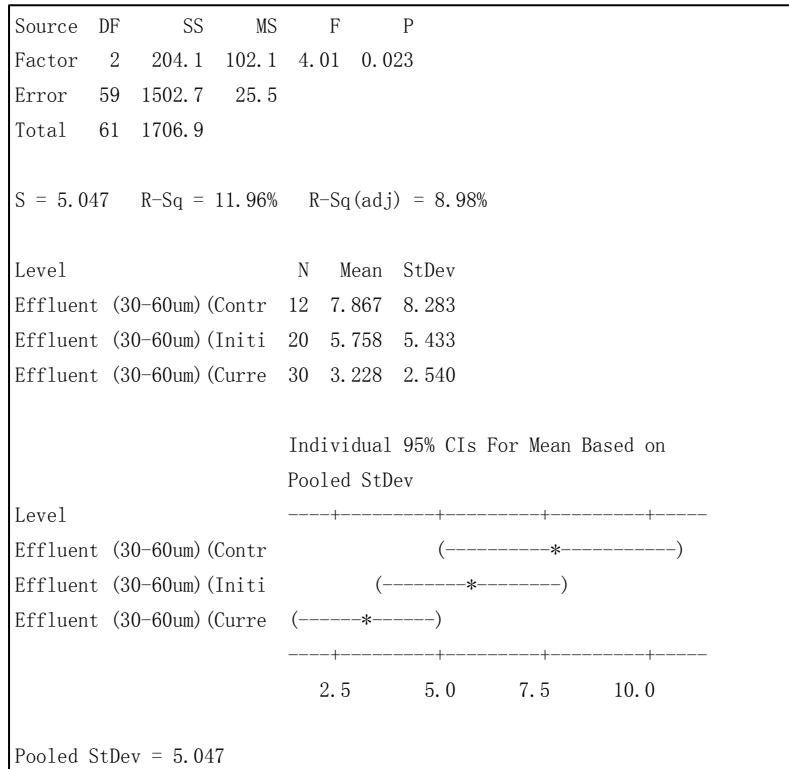 Source  DF      SS     MS     F      P
Factor   2   204.1  102.1  4.01  0.023
Error   59  1502.7   25.5
Total   61  1706.9
S = 5.047   R-Sq = 11.96%   R-Sq(adj) = 8.98%
Level                      N   Mean  StDev
Effluent (30-60um)(Contr  12  7.867  8.283
Effluent (30-60um)(Initi  20  5.758  5.433
Effluent (30-60um)(Curre  30  3.228  2.540
Individual 95% CIs For Mean Based on
Pooled StDev
Level                     ----+---------+---------+---------+-----
Effluent (30-60um)(Contr                 (----------*-----------)
Effluent (30-60um)(Initi           (--------*--------)
Effluent (30-60um)(Curre  (------*------)
----+---------+---------+---------+-----
2.5       5.0       7.5      10.0
Pooled StDev = 5.047